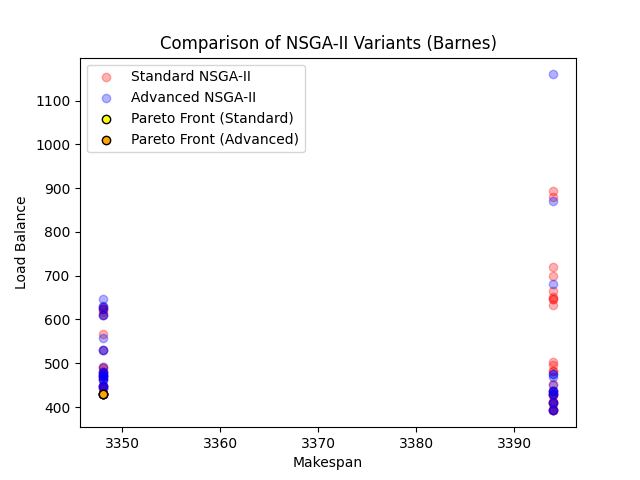 Comparison of NSGA-II Variants (Barnes)
Standard NSGA-II
Advanced NSGA-II
Pareto Front (Standard)
Pareto Front (Advanced)
1100
1000
900
800
700
600
500
400
Load Balance
3350
3360
3370
3380
3390
Makespan